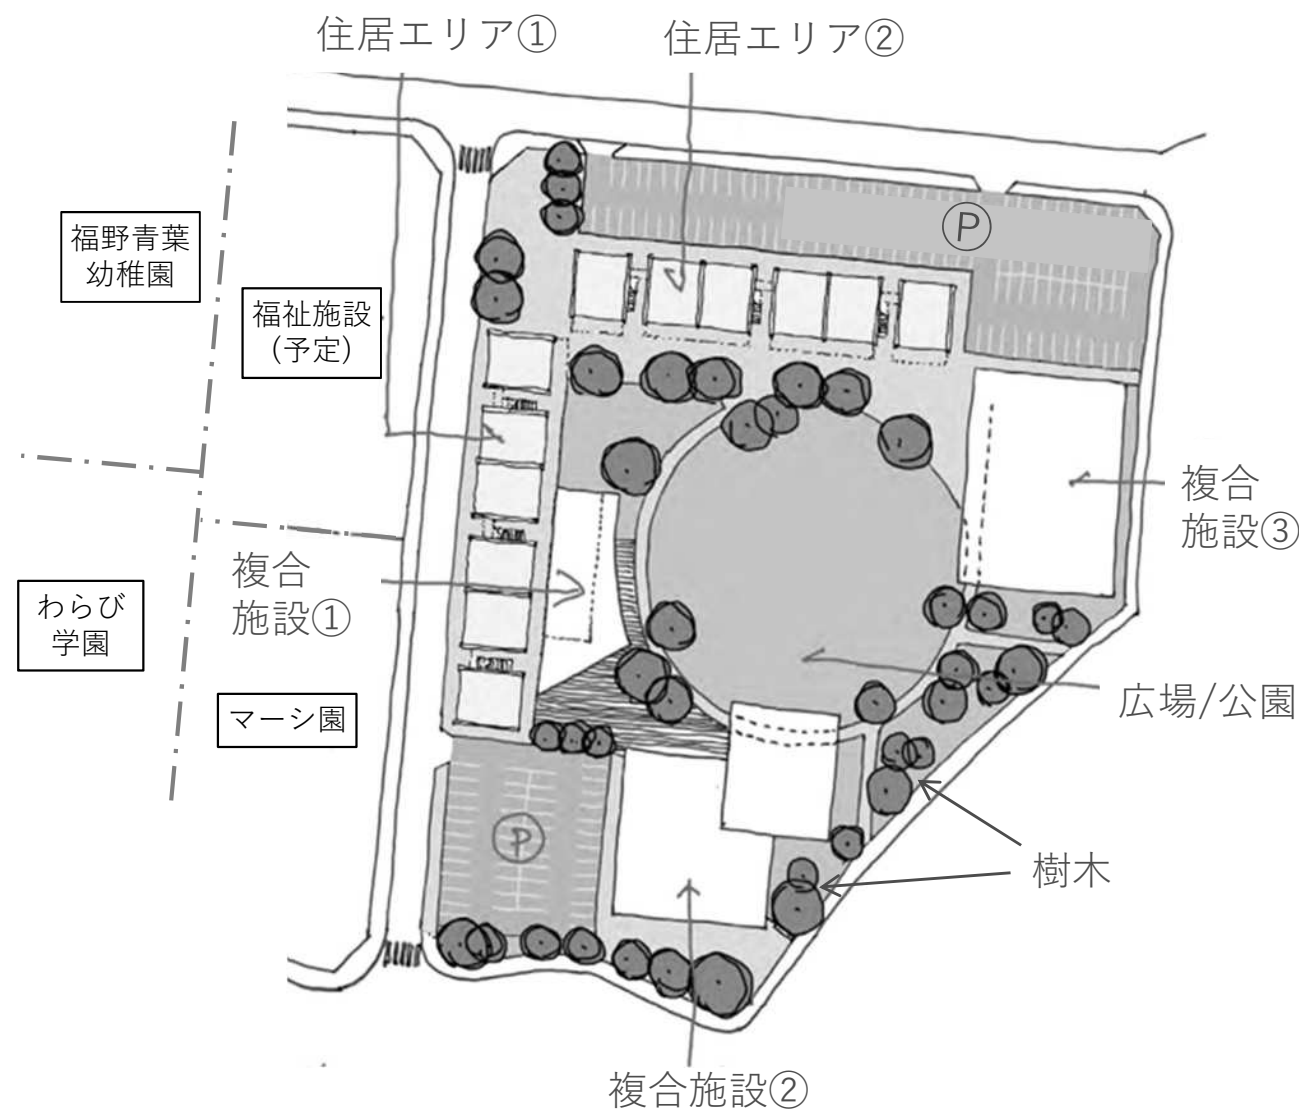 住居エリア①
住居エリア②
福野青葉
幼稚園
福祉施設
(予定)
P
複合
施設③
複合
施設①
わらび
学園
マーシ園
広場/公園
P
樹木
複合施設②